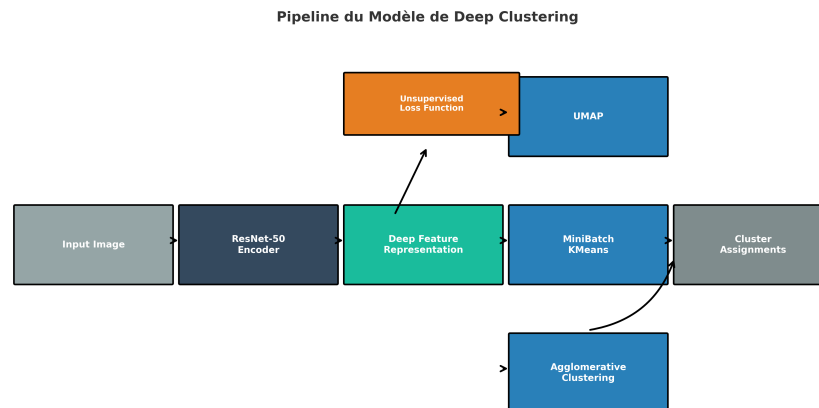 Pipeline du Modèle de Deep Clustering
Unsupervised
Loss Function
UMAP
Input Image
ResNet-50
Encoder
Deep Feature
Representation
MiniBatch
KMeans
Cluster
Assignments
Agglomerative
Clustering